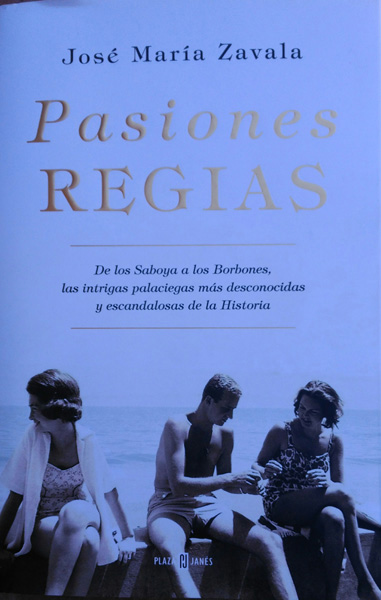 José María Zavala
Pasiones
REGIAS
De los Saboya a los Borbones,
las intrigas palaciegas más desconocidas
y escandalosas de la Historia
PLAZA JANÉS